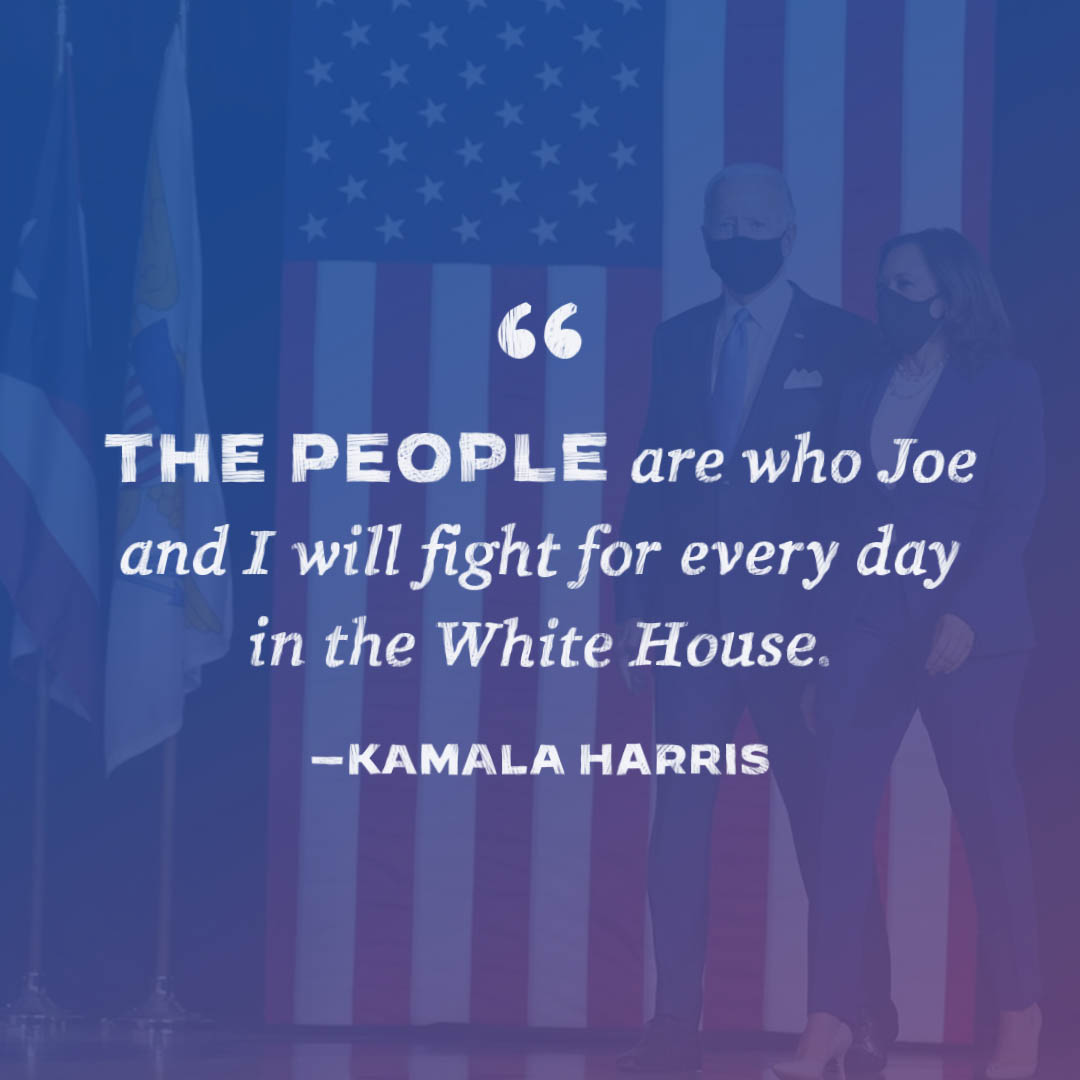 “
THE PEOPLE are who Joe
and I will fight for every day
in the White House.
—KAMALA HARRIS